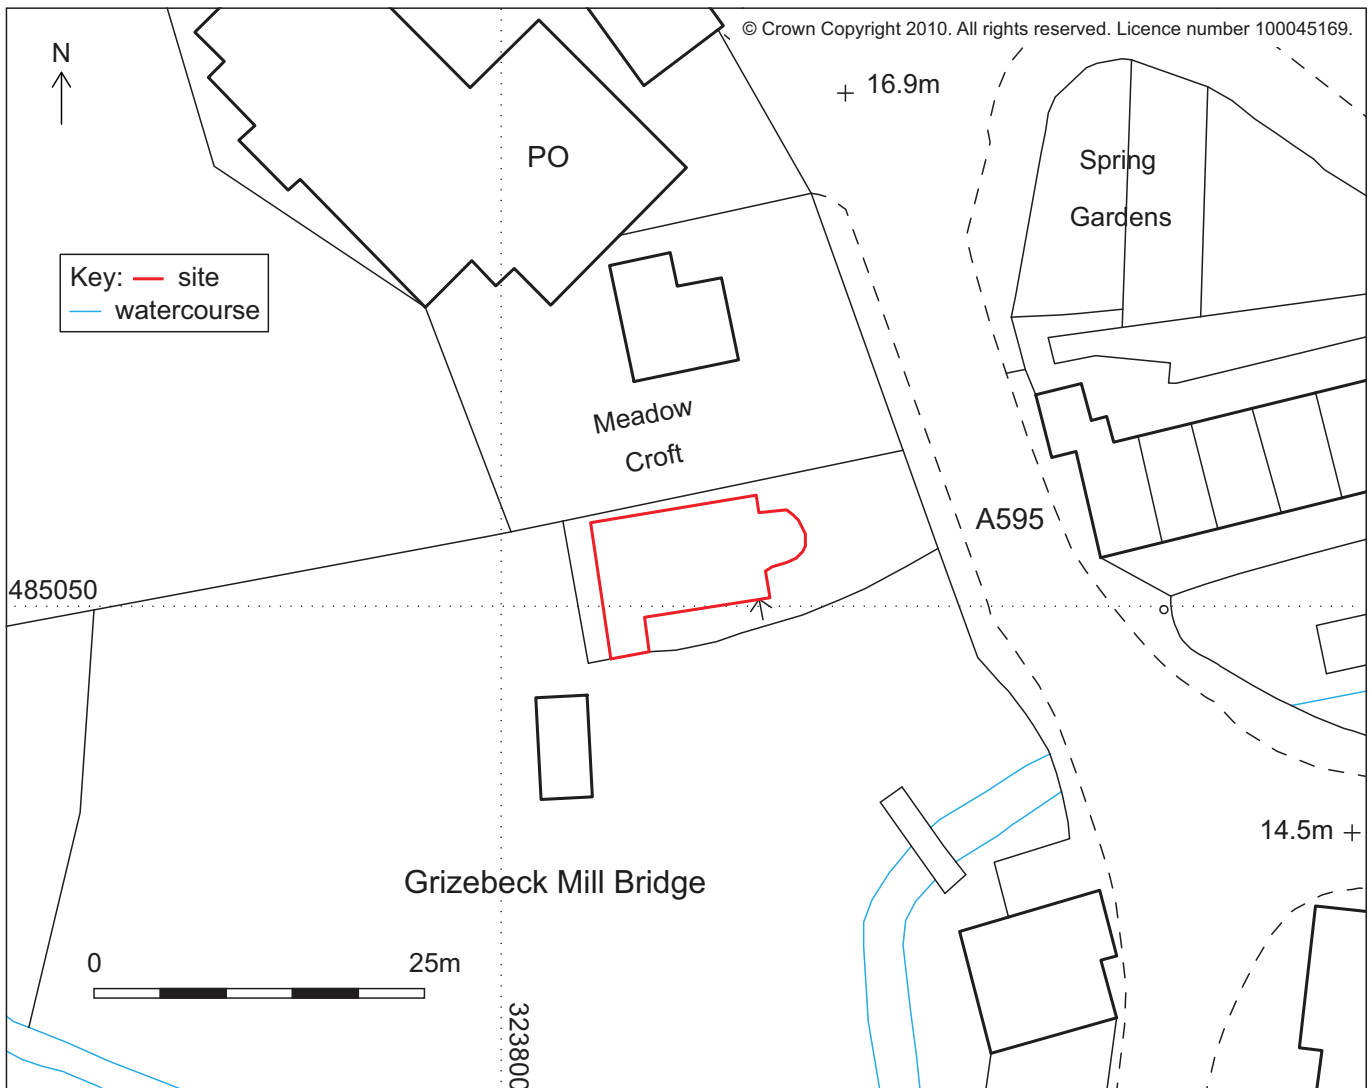 © Crown Copyright 2010. All rights reserved. Licence number 100045169.
N
16.9m
PO
Spring
Gardens
Key: site
watercourse
Meadow
Croft
A595
485050
14.5m
Grizebeck Mill Bridge
0 25m
323800